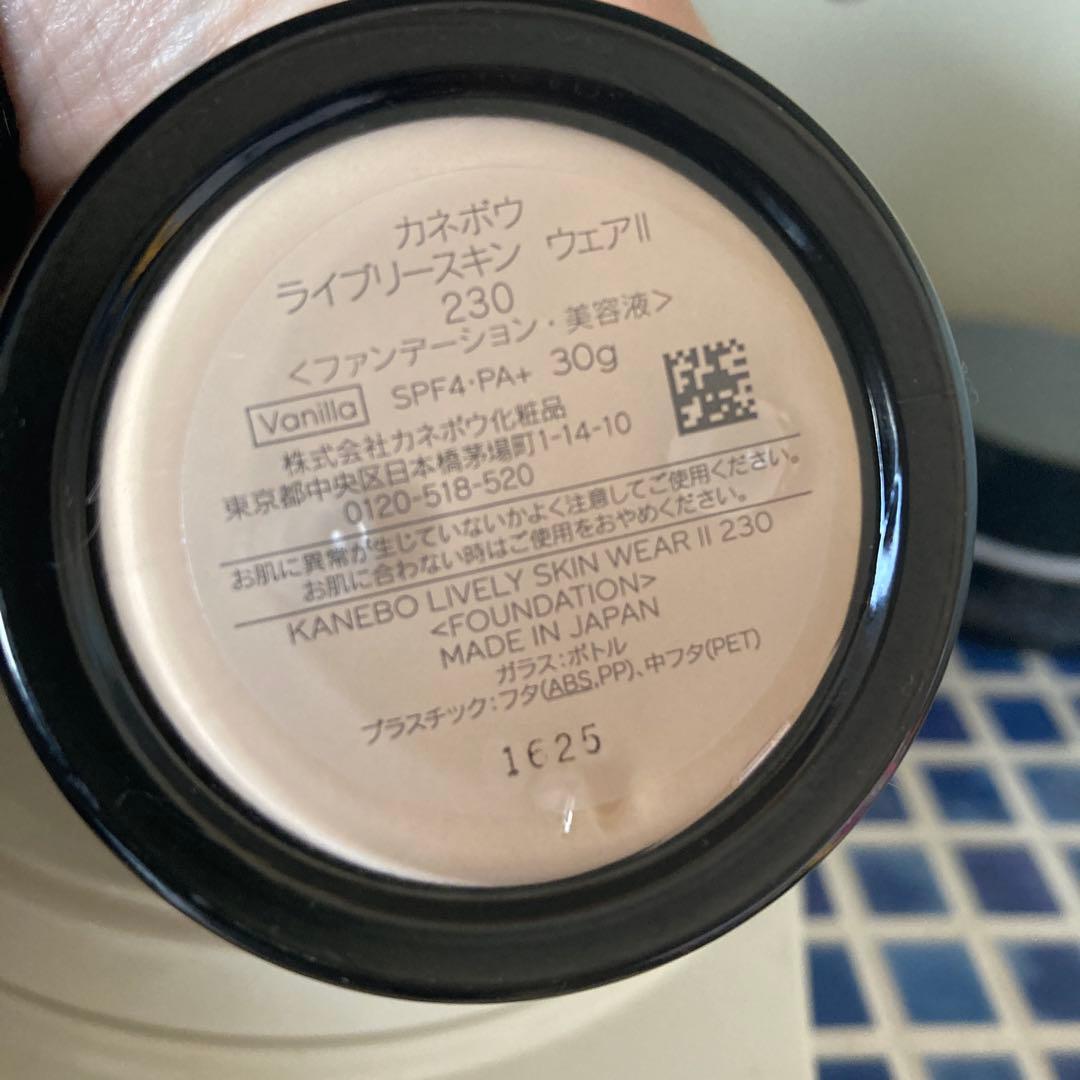 カネボウ
ライブリースキン ウェアII
230
<ファンデーション・美容液>
Vanilla SPF4・PA+ 30g
株式会社カネボウ化粧品
東京都中央区日本橋茅場町1-14-10
0120-518-520
お肌に異常が生じていないかよく注意してご使用ください。
お肌に合わない時はご使用をおやめください。
KANEBO LIVELY SKIN WEAR II 230
<FOUNDATION>
MADE IN JAPAN
ガラス:ボトル
プラスチック:フタ(ABS,PP)、中フタ(PET)
1625